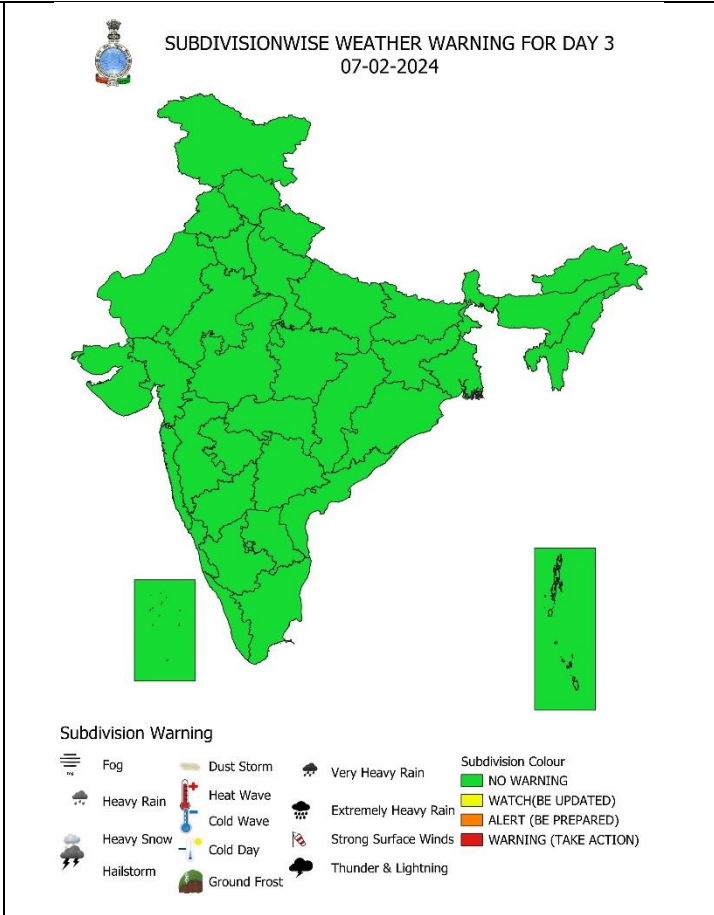 SUBDIVISIONWISE WEATHER WARNING FOR DAY 3
07-02-2024
Subdivision Warning
Fog
Heavy Rain
Heavy Snow
Hailstorm
Dust Storm
Heat Wave
Cold Wave
Cold Day
Ground Frost
Very Heavy Rain
Extremely Heavy Rain
Strong Surface Winds
Thunder & Lightning
Subdivision Colour
NO WARNING
WATCH(BE UPDATED)
ALERT (BE PREPARED)
WARNING (TAKE ACTION)